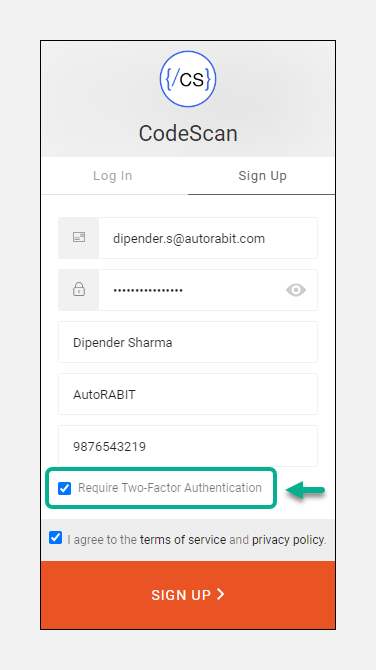 {/CS}
CodeScan
Log In
Sign Up
dipender.s@autorabit.com
••••••••••••••••
Dipender Sharma
AutoRABIT
9876543219
Require Two-Factor Authentication
I agree to the terms of service and privacy policy.
SIGN UP